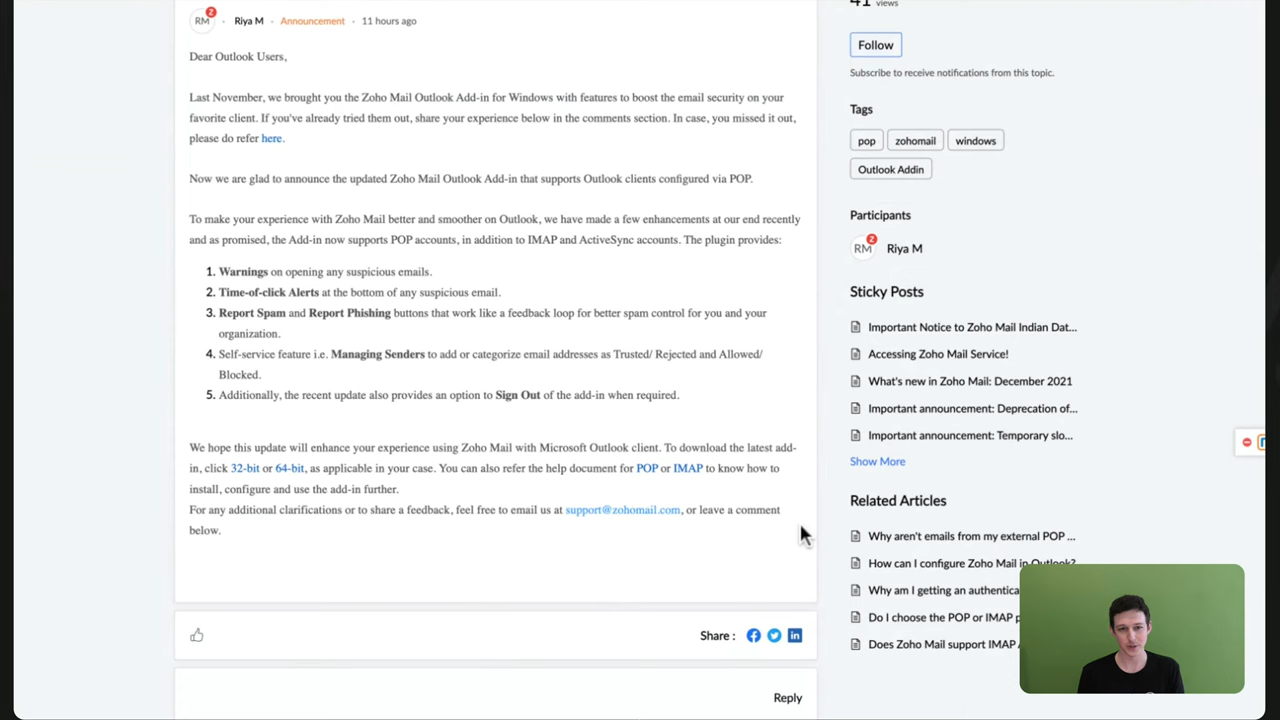 RM
2
· Riya M · Announcement · 11 hours ago
Dear Outlook Users,
Last November, we brought you the Zoho Mail Outlook Add-in for Windows with features to boost the email security on your
favorite client. If you've already tried them out, share your experience below in the comments section. In case, you missed it out,
please do refer here.
Now we are glad to announce the updated Zoho Mail Outlook Add-in that supports Outlook clients configured via POP.
To make your experience with Zoho Mail better and smoother on Outlook, we have made a few enhancements at our end recently
and as promised, the Add-in now supports POP accounts, in addition to IMAP and ActiveSync accounts. The plugin provides:
1. Warnings on opening any suspicious emails.
2. Time-of-click Alerts at the bottom of any suspicious email.
3. Report Spam and Report Phishing buttons that work like a feedback loop for better spam control for you and your
organization.
4. Self-service feature i.e. Managing Senders to add or categorize email addresses as Trusted/ Rejected and Allowed/
Blocked.
5. Additionally, the recent update also provides an option to Sign Out of the add-in when required.
We hope this update will enhance your experience using Zoho Mail with Microsoft Outlook client. To download the latest add-
in, click 32-bit or 64-bit, as applicable in your case. You can also refer the help document for POP or IMAP to know how to
install, configure and use the add-in further.
For any additional clarifications or to share a feedback, feel free to email us at support@zohomail.com, or leave a comment
below.
Share :
Reply
views
Follow
Subscribe to receive notifications from this topic.
Tags
pop zohomail windows
Outlook Addin
Participants
RM
2
Riya M
Sticky Posts
Important Notice to Zoho Mail Indian Dat...
Accessing Zoho Mail Service!
What's new in Zoho Mail: December 2021
Important announcement: Deprecation of...
Important announcement: Temporary slo...
Show More
Related Articles
Why aren't emails from my external POP ...
How can I configure Zoho Mail in Outlook?
Why am I getting an authentica
Do I choose the POP or IMAP p
Does Zoho Mail support IMAP